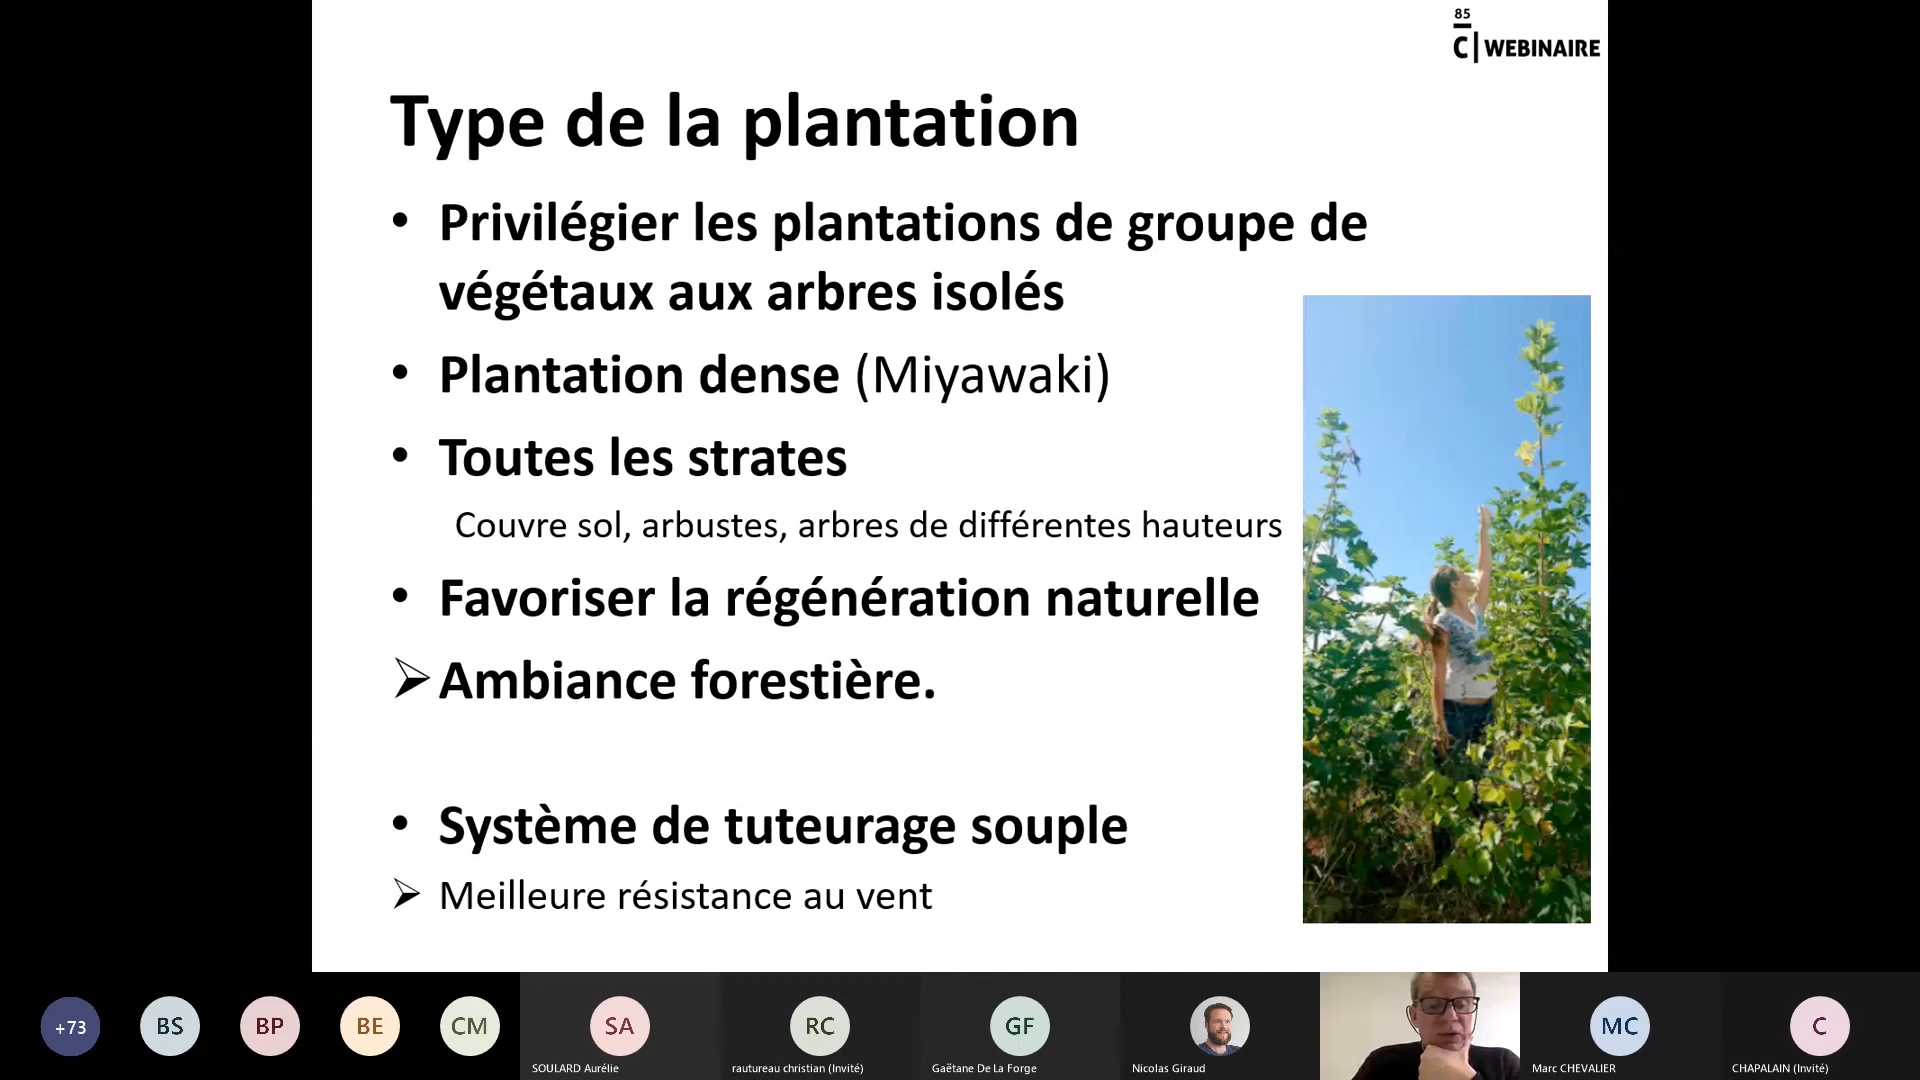 85
C WEBINAIRE
Type de la plantation
• Privilégier les plantations de groupe de
végétaux aux arbres isolés
• Plantation dense (Miyawaki)
• Toutes les strates
Couvre sol, arbustes, arbres de différentes hauteurs
• Favoriser la régénération naturelle
➢ Ambiance forestière.
• Système de tuteurage souple
➢ Meilleure résistance au vent
+73
BS
BP
BE
CM
SA
RC
GF
MC
C
SOULARD Aurélie
rautureau christian (Invité)
Gaëtane De La Forge
Nicolas Giraud
Marc CHEVALIER
CHAPALAIN (Invité)